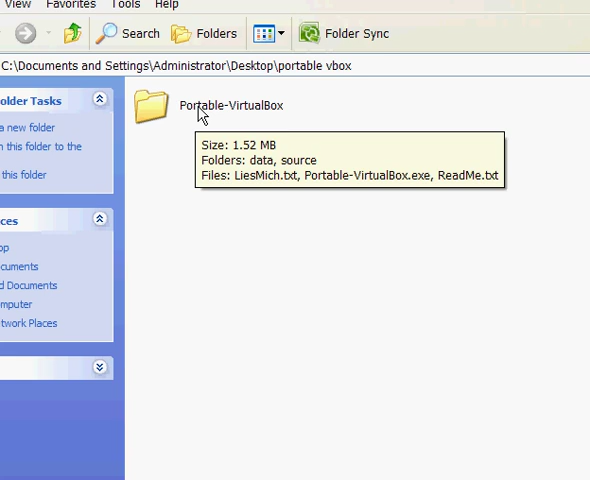 View Favorites Tools Help
Search Folders Folder Sync
C:\Documents and Settings\Administrator\Desktop\portable vbox
older Tasks
a new folder
this folder to the
this folder
ces
op
cuments
d Documents
mputer
twork Places
Portable-VirtualBox
Size: 1.52 MB
Folders: data, source
Files: LiesMich.txt, Portable-VirtualBox.exe, ReadMe.txt